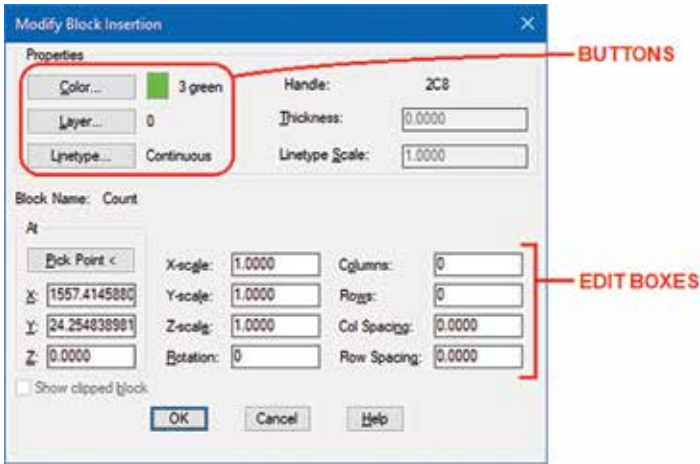 Modify Block Insertion
Properties
BUTTONS
Color... 3 green Handle: 2C8
Layer... 0 Thickness: 0.0000
Linetype... Continuous Linetype Scale: 1.0000
Block Name: Count
At
Pick Point < X-scale: 1.0000 Columns: 0
X: 1557.4145880 Y-scale: 1.0000 Rows: 0
EDIT BOXES
Y: 24.254838981 Z-scale: 1.0000 Col Spacing: 0.0000
Z: 0.0000 Rotation: 0 Row Spacing: 0.0000
Show clipped block
OK Cancel Help